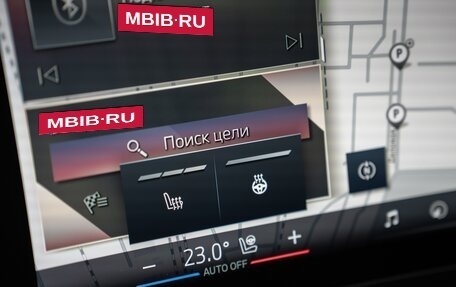 MBIB·RU
P
MBIB·RU
Поиск цели
P
− 23.0° +
AUTO OFF